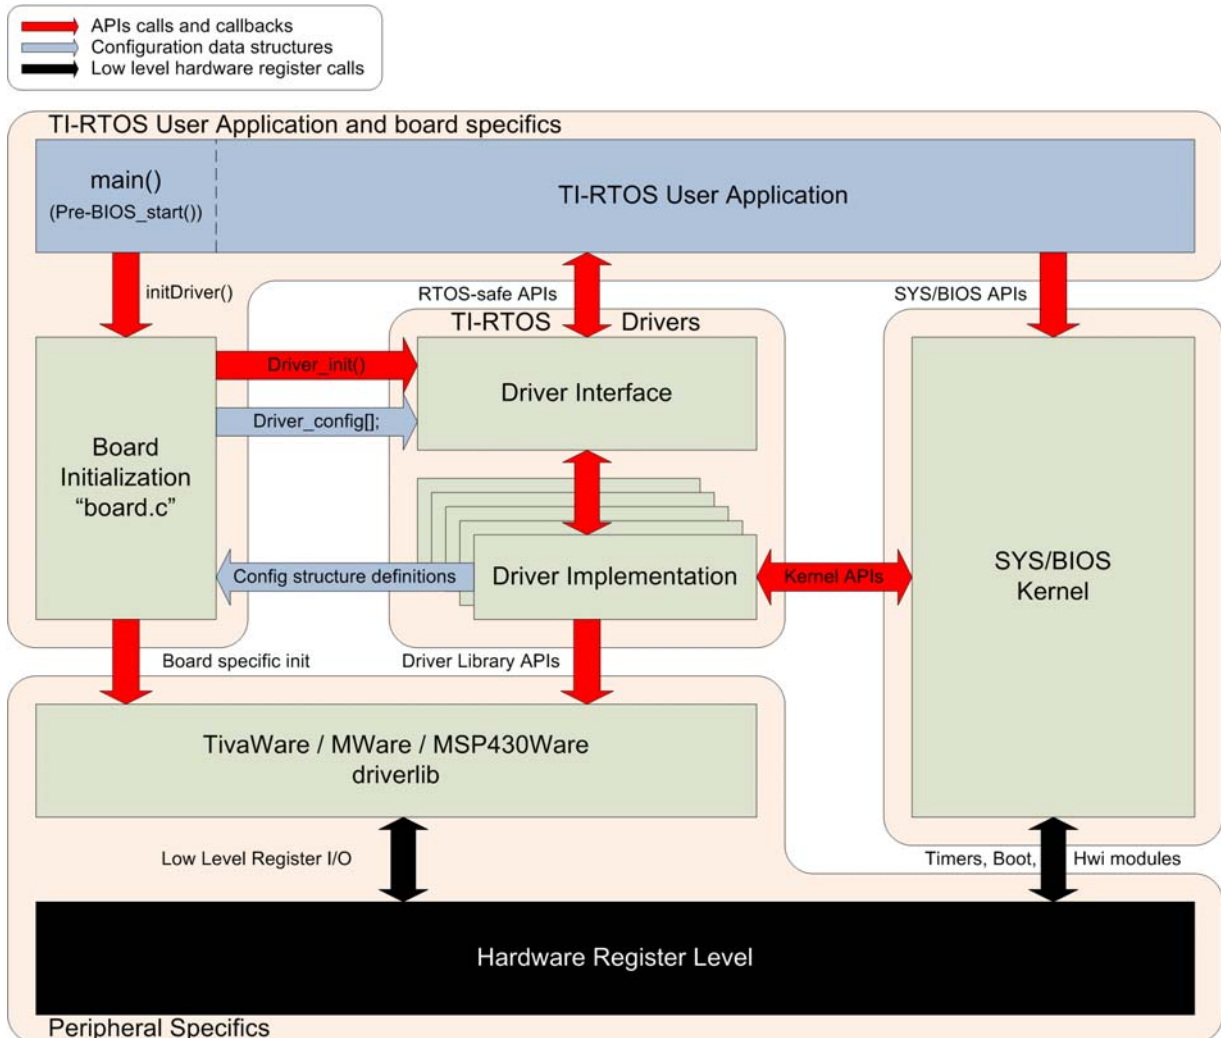 APIs calls and callbacks
Configuration data structures
Low level hardware register calls
TI-RTOS User Application and board specifics
main()
(Pre-BIOS_start())
TI-RTOS User Application
initDriver()
RTOS-safe APIs
SYS/BIOS APIs
TI-RTOS Drivers
Driver_init()
Driver Interface
Driver_config[];
Board
Initialization
“board.c”
Config structure definitions
Driver Implementation
Kernel APIs
SYS/BIOS
Kernel
Board specific init
Driver Library APIs
TivaWare / MWare / MSP430Ware
driverlib
Low Level Register I/O
Timers, Boot, Hwi modules
Hardware Register Level
Peripheral Specifics